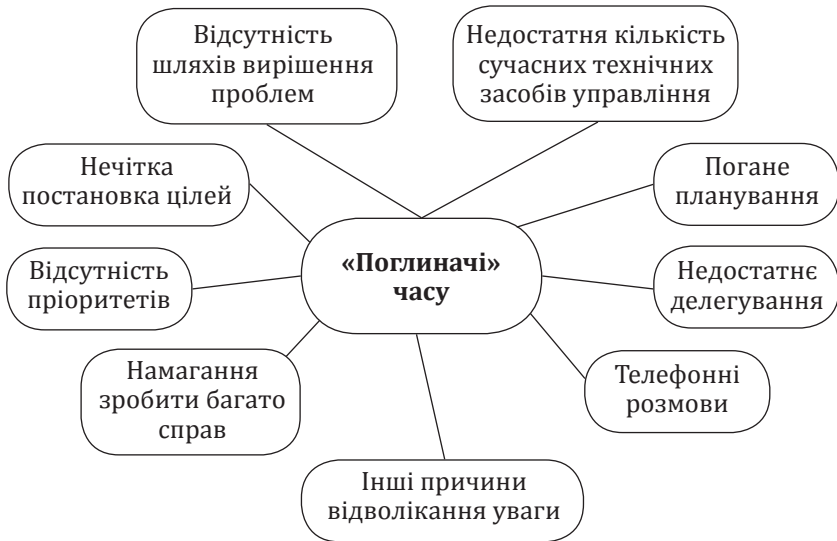 Відсутність
шляхів вирішення
проблем
Недостатня кількість
сучасних технічних
засобів управління
Нечітка
постановка цілей
Погане
планування
«Поглиначі»
часу
Відсутність
пріоритетів
Недостатнє
делегування
Намагання
зробити багато
справ
Телефонні
розмови
Інші причини
відволікання уваги